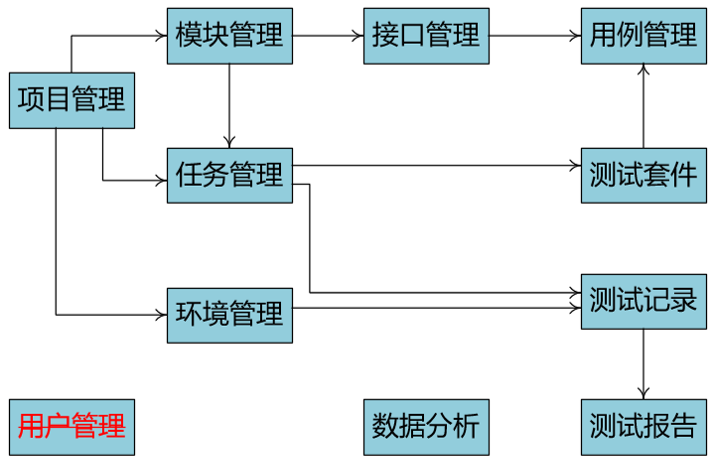 模块管理
接口管理
用例管理
项目管理
任务管理
测试套件
环境管理
测试记录
用户管理
数据分析
测试报告